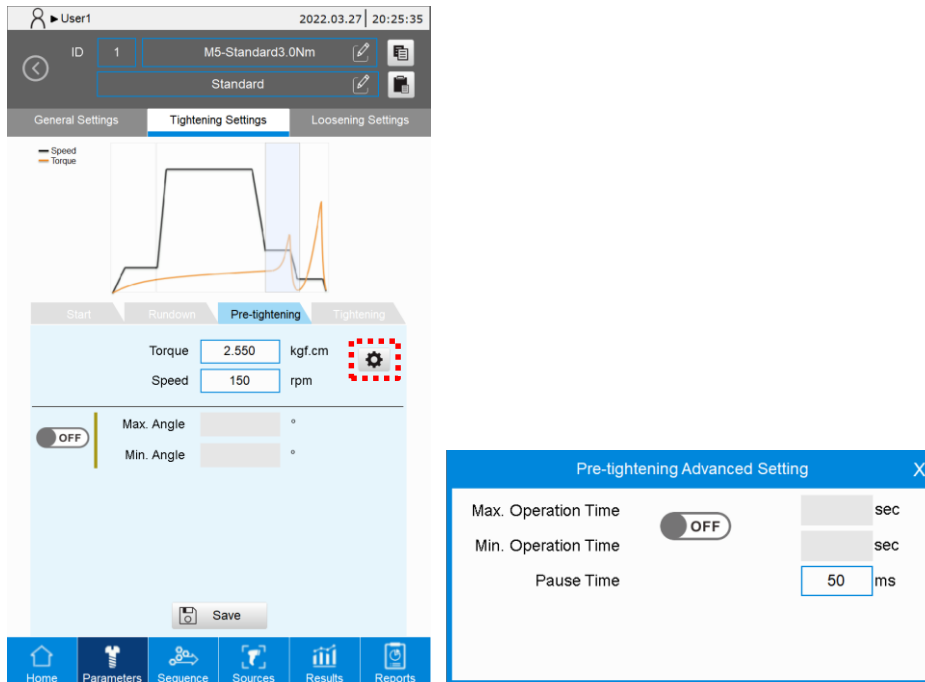 User1 2022.03.27 20:25:35
ID 1 M5-Standard3.0Nm
Standard
General Settings Tightening Settings Loosening Settings
Speed
Torque
Start Rundown Pre-tightening Tightening
Torque 2.550 kgf.cm
Speed 150 rpm
OFF
Max. Angle °
Min. Angle °
Save
Home Parameters Sequence Sources Results Reports
Pre-tightening Advanced Setting X
Max. Operation Time sec
OFF
Min. Operation Time sec
Pause Time 50 ms